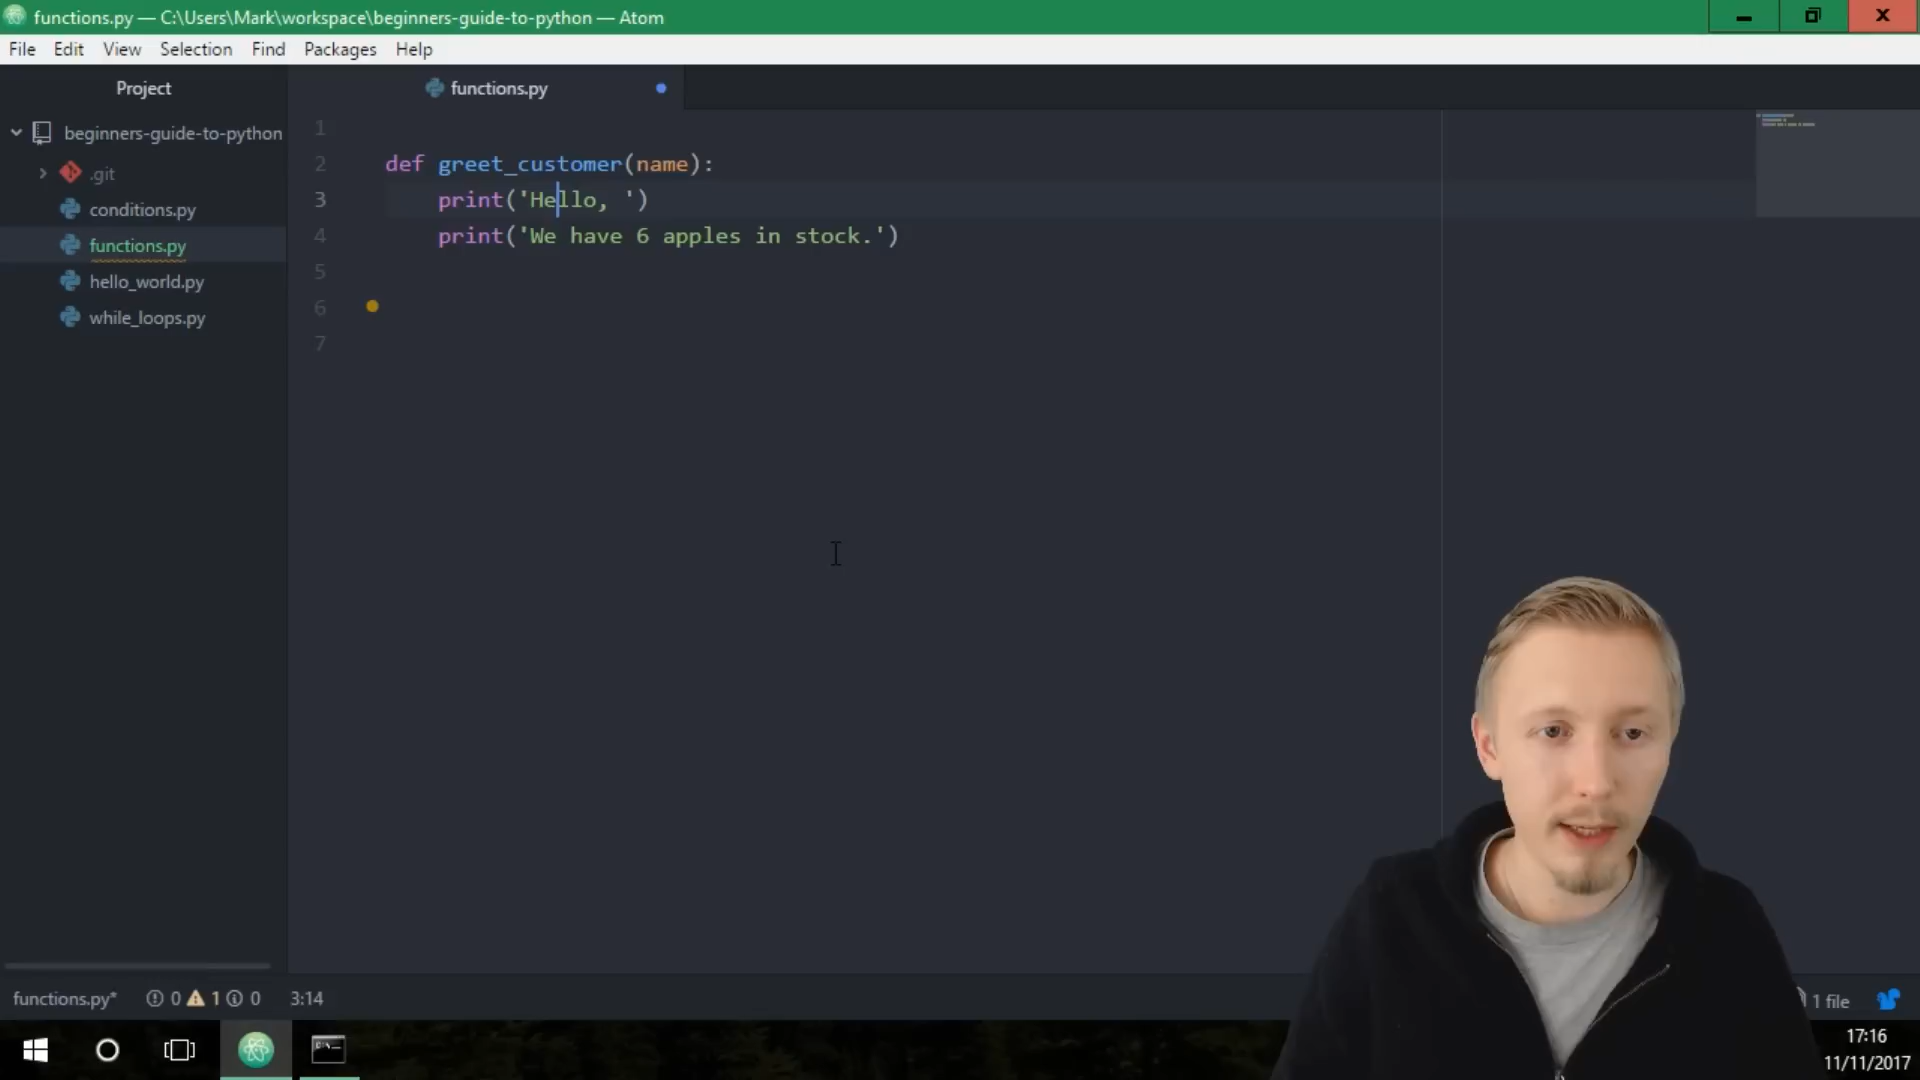 functions.py — C:\Users\Mark\workspace\beginners-guide-to-python — Atom
File Edit View Selection Find Packages Help
Project
functions.py
beginners-guide-to-python
.git
conditions.py
functions.py
hello_world.py
while_loops.py
1
2 def greet_customer(name):
3 print('Hello, ')
4 print('We have 6 apples in stock.')
5
6
7
functions.py* 0 1 0 3:14
1 file
17:16
11/11/2017